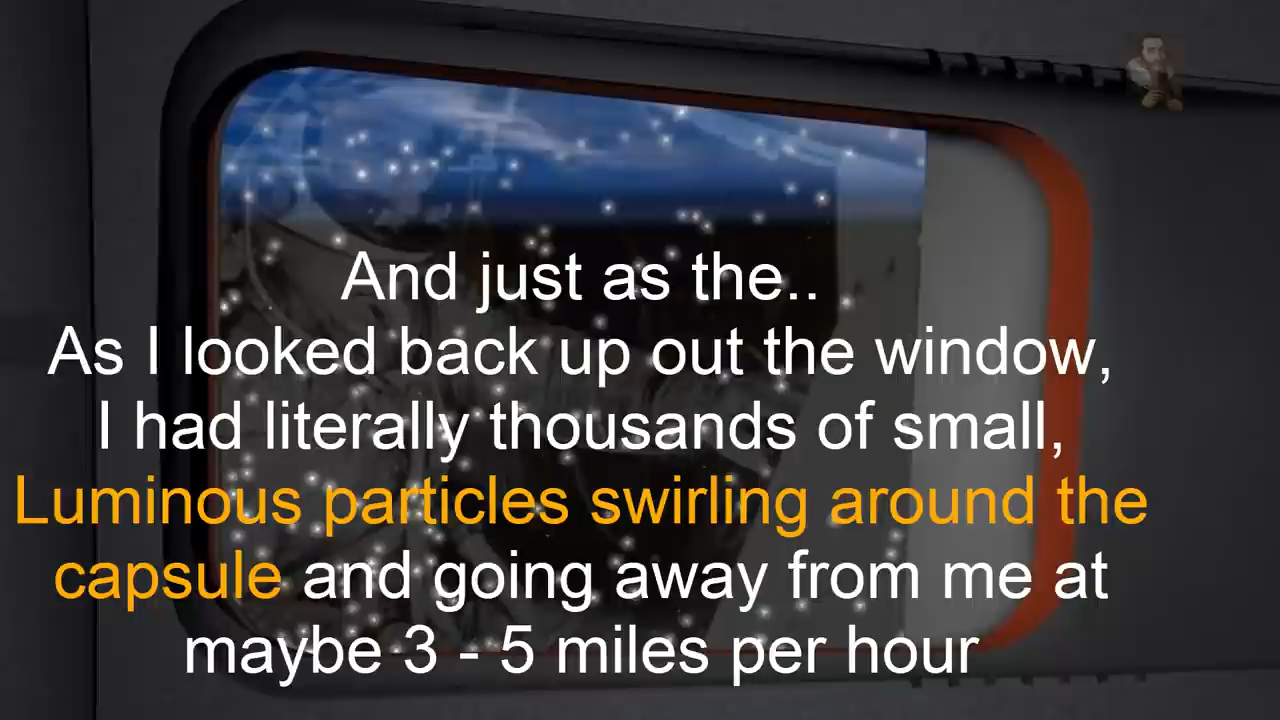 And just as the..
As I looked back up out the window,
I had literally thousands of small,
Luminous particles swirling around the
capsule and going away from me at
maybe 3 - 5 miles per hour